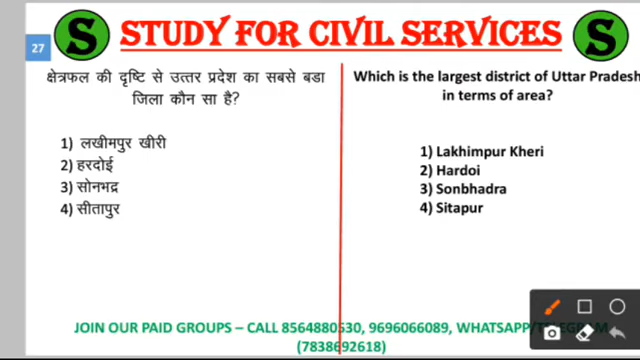 27
S STUDY FOR CIVIL SERVICES S
क्षेत्रफल की दृष्टि से उत्तर प्रदेश का सबसे बडा
जिला कौन सा है?
1) लखीमपुर खीरी
2) हरदोई
3) सोनभद्र
4) सीतापुर
Which is the largest district of Uttar Pradesh
in terms of area?
1) Lakhimpur Kheri
2) Hardoi
3) Sonbhadra
4) Sitapur
JOIN OUR PAID GROUPS – CALL 8564880530, 9696066089, WHATSAPP/TELEGRAM
(7838692618)